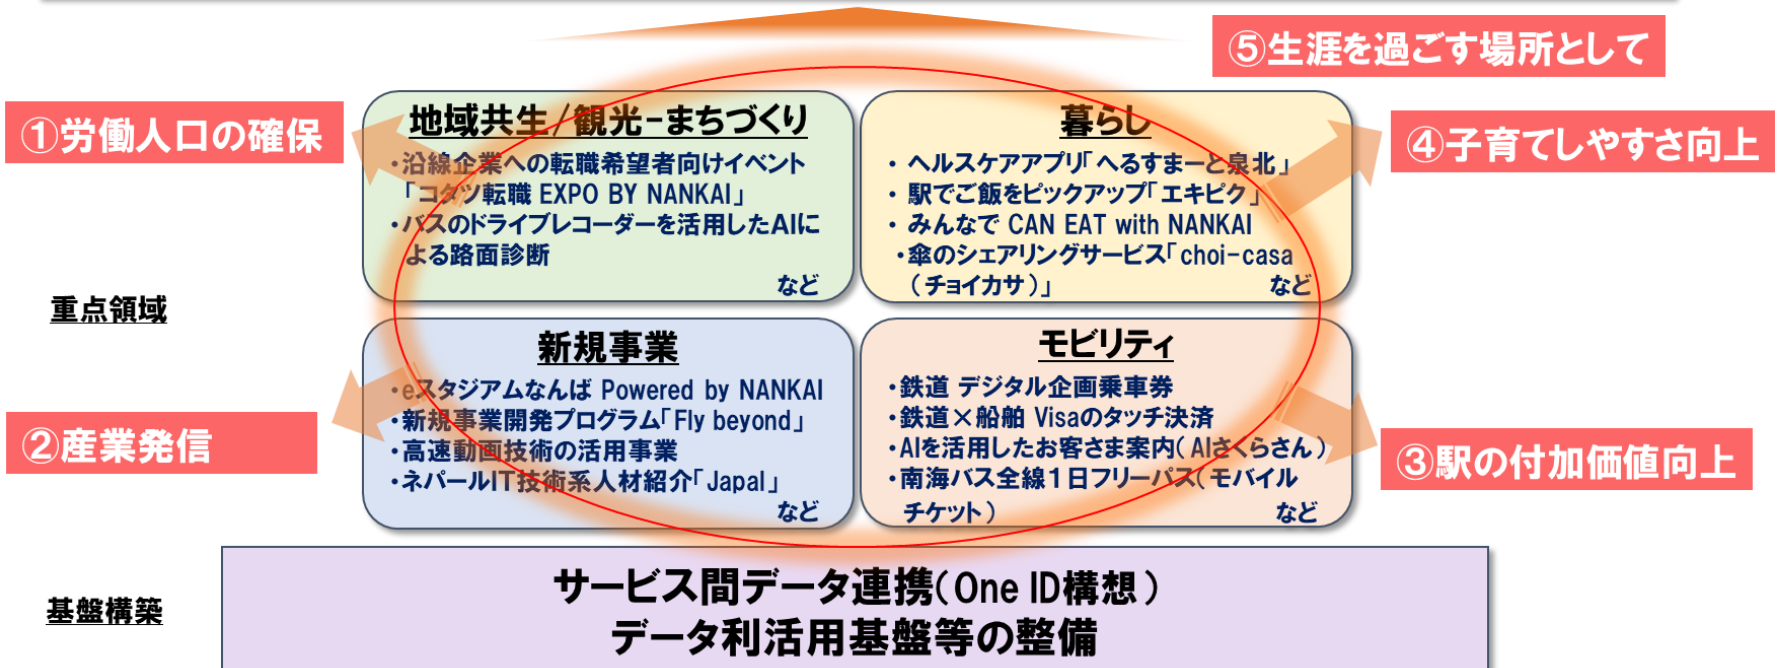 ⑤生涯を過ごす場所として
①労働人口の確保
地域共生/観光-まちづくり
・沿線企業への転職希望者向けイベント
「コタツ転職 EXPO BY NANKAI」
・バスのドライブレコーダーを活用したAIに
よる路面診断
など
暮らし
・ ヘルスケアアプリ「へるすまーと泉北」
・ 駅でご飯をピックアップ「エキピク」
・ みんなで CAN EAT with NANKAI
・傘のシェアリングサービス「choi-casa
（チョイカサ）」
など
④子育てしやすさ向上
重点領域
新規事業
・eスタジアムなんば Powered by NANKAI
・新規事業開発プログラム「Fly beyond」
・高速動画技術の活用事業
・ネパールIT技術系人材紹介「Japal」
など
モビリティ
・鉄道 デジタル企画乗車券
・鉄道×船舶 Visaのタッチ決済
・AIを活用したお客さま案内（AIさくらさん）
・南海バス全線１日フリーパス（モバイル
チケット）
など
②産業発信
③駅の付加価値向上
基盤構築
サービス間データ連携（One ID構想）
データ利活用基盤等の整備